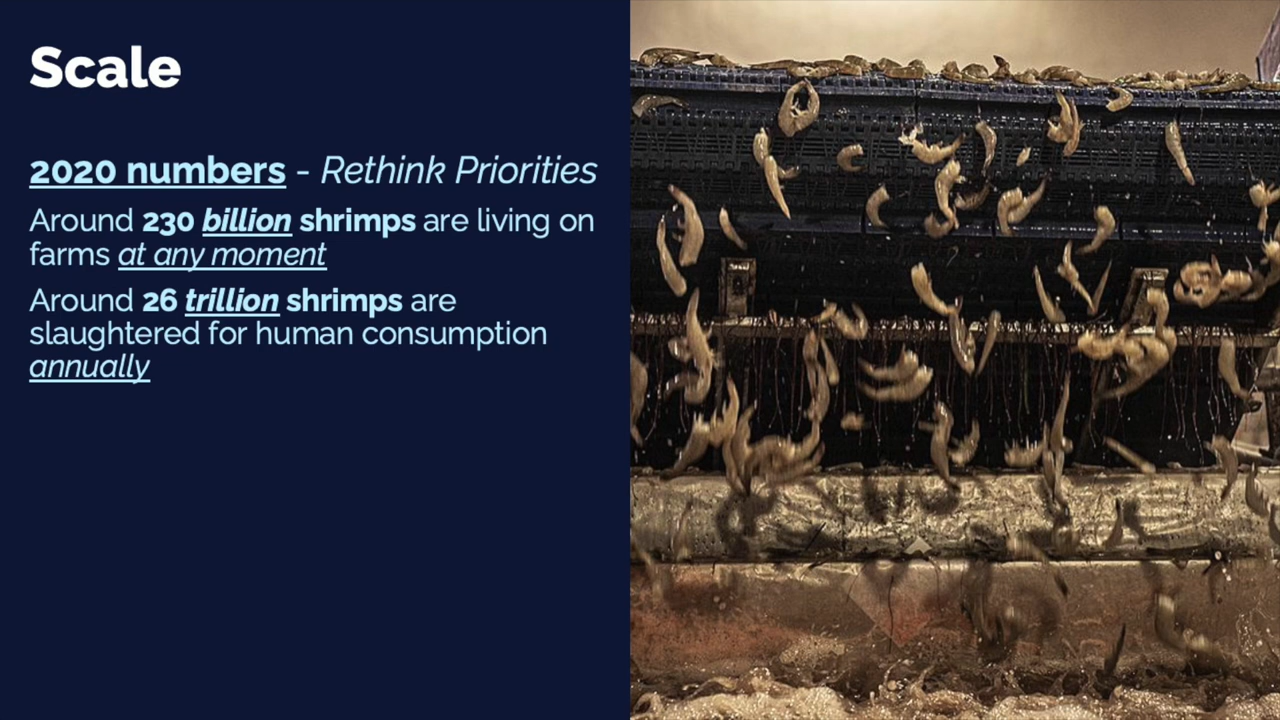 Scale
2020 numbers - Rethink Priorities
Around 230 billion shrimps are living on
farms at any moment
Around 26 trillion shrimps are
slaughtered for human consumption
annually